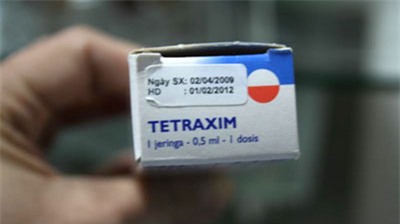 Ngày SX: 02/04/2009
HD : 01/02/2012
TETRAXIM
1 jeringa - 0,5 ml - 1 dosis